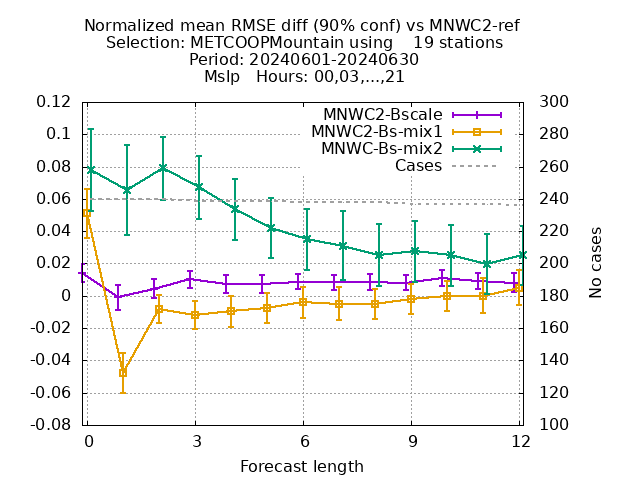 Normalized mean RMSE diff (90% conf) vs MNWC2-ref
Selection: METCOOPMountain using 19 stations
Period: 20240601-20240630
Mslp Hours: 00,03,...,21
MNWC2-Bscale
MNWC2-Bs-mix1
MNWC-Bs-mix2
Cases
0.12
0.1
0.08
0.06
0.04
0.02
0
-0.02
-0.04
-0.06
-0.08
300
280
260
240
220
200
180
160
140
120
100
No cases
0 3 6 9 12
Forecast length